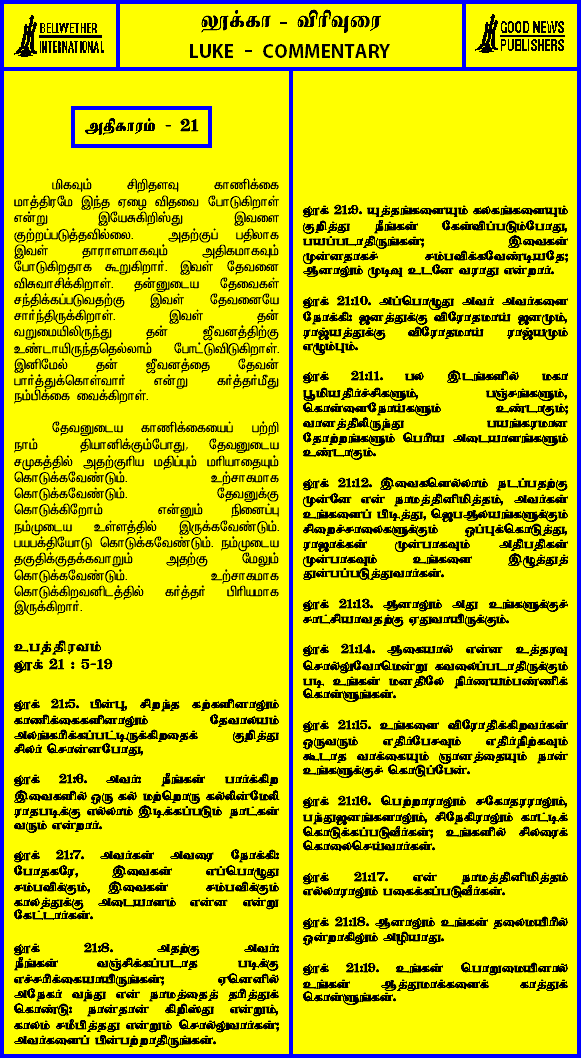 BELWETHER
INTERNATIONAL
லூக்கா - விரிவுரை
LUKE - COMMENTARY
GOOD NEWS
PUBLISHERS
அதிகாரம் - 21
மிகவும் சிறிதளவு காணிக்கை
மாத்திரமே இந்த ஏழை விதவை போடுகிறாள்
என்று இயேசுகிறிஸ்து இவளை
குற்றப்படுத்தவில்லை. அதற்குப் பதிலாக
இவள் தாராளமாகவும் அதிகமாகவும்
போடுகிறதாக கூறுகிறார். இவள் தேவனை
விசுவாசிக்கிறாள். தன்னுடைய தேவைகள்
சந்திக்கப்படுவதற்கு இவள் தேவனையே
சார்ந்திருக்கிறாள். இவள் தன்
வறுமையிலிருந்து தன் ஜீவனத்திற்கு
உண்டாயிருந்ததெல்லாம் போட்டுவிடுகிறாள்.
இனிமேல் தன் ஜீவனத்தை தேவன்
பார்த்துக்கொள்வார் என்று கர்த்தர்மீது
நம்பிக்கை வைக்கிறாள்.
தேவனுடைய காணிக்கையைப் பற்றி
நாம் தியானிக்கும்போது, தேவனுடைய
சமுகத்தில் அதற்குரிய மதிப்பும் மரியாதையும்
கொடுக்கவேண்டும். உற்சாகமாக
கொடுக்கவேண்டும். தேவனுக்கு
கொடுக்கிறோம் என்னும் நினைப்பு
நம்முடைய உள்ளத்தில் இருக்கவேண்டும்.
பயபக்தியோடு கொடுக்கவேண்டும். நம்முடைய
தகுதிக்குதக்கவாறும் அதற்கு மேலும்
கொடுக்கவேண்டும். உற்சாகமாக
கொடுக்கிறவனிடத்தில் கர்த்தர் பிரியமாக
இருக்கிறார்.
உபத்திரவம்
லூக் 21 : 5-19
லூக் 21:5. பின்பு, சிறந்த கற்களினாலும்
காணிக்கைகளினாலும் தேவாலயம்
அலங்கரிக்கப்பட்டிருக்கிறதைக் குறித்து
சிலர் சொன்னபோது,
லூக் 21:6. அவர்: நீங்கள் பார்க்கிற
இவைகளில் ஒரு கல் மற்றொரு கல்லின்மேலி
ராதபடிக்கு எல்லாம் இடிக்கப்படும் நாட்கள்
வரும் என்றார்.
லூக் 21:7. அவர்கள் அவரை நோக்கி:
போதகரே, இவைகள் எப்பொழுது
சம்பவிக்கும், இவைகள் சம்பவிக்கும்
காலத்துக்கு அடையாளம் என்ன என்று
கேட்டார்கள்.
லூக் 21:8. அதற்கு அவர்:
நீங்கள் வஞ்சிக்கப்படாத படிக்கு
எச்சரிக்கையாயிருங்கள்; ஏனெனில்
அநேகர் வந்து என் நாமத்தைத் தரித்துக்
கொண்டு: நான்தான் கிறிஸ்து என்றும்,
காலம் சமீபித்தது என்றும் சொல்லுவார்கள்;
அவர்களைப் பின்பற்றாதிருங்கள்.
லூக் 21:9. யுத்தங்களையும் கலகங்களையும்
குறித்து நீங்கள் கேள்விப்படும்போது,
பயப்படாதிருங்கள்; இவைகள்
முன்னதாகச் சம்பவிக்கவேண்டியதே;
ஆனாலும் முடிவு உடனே வராது என்றார்.
லூக் 21:10. அப்பொழுது அவர் அவர்களை
நோக்கி: ஜனத்துக்கு விரோதமாய் ஜனமும்,
ராஜ்யத்துக்கு விரோதமாய் ராஜ்யமும்
எழும்பும்.
லூக் 21:11. பல இடங்களில் மகா
பூமியதிர்ச்சிகளும், பஞ்சங்களும்,
கொள்ளைநோய்களும் உண்டாகும்;
வானத்திலிருந்து பயங்கரமான
தோற்றங்களும் பெரிய அடையாளங்களும்
உண்டாகும்.
லூக் 21:12. இவைகளெல்லாம் நடப்பதற்கு
முன்னே என் நாமத்தினிமித்தம், அவர்கள்
உங்களைப் பிடித்து, ஜெபஆலயங்களுக்கும்
சிறைச்சாலைகளுக்கும் ஒப்புக்கொடுத்து,
ராஜாக்கள் முன்பாகவும் அதிபதிகள்
முன்பாகவும் உங்களை இழுத்துத்
துன்பப்படுத்துவார்கள்.
லூக் 21:13. ஆனாலும் அது உங்களுக்குச்
சாட்சியாவதற்கு ஏதுவாயிருக்கும்.
லூக் 21:14. ஆகையால் என்ன உத்தரவு
சொல்லுவோமென்று கவலைப்படாதிருக்கும்
படி உங்கள் மனதிலே நிர்ணயம்பண்ணிக்
கொள்ளுங்கள்.
லூக் 21:15. உங்களை விரோதிக்கிறவர்கள்
ஒருவரும் எதிர்பேசவும் எதிர்நிற்கவும்
கூடாத வாக்கையும் ஞானத்தையும் நான்
உங்களுக்குச் கொடுப்பேன்.
லூக் 21:16. பெற்றாராலும் சகோதரராலும்,
பந்துஜனங்களாலும், சிநேகிராலும் காட்டிக்
கொடுக்கப்படுவீர்கள்; உங்களில் சிலரைக்
கொலைசெய்வார்கள்.
லூக் 21:17. என் நாமத்தினிமித்தம்
எல்லாராலும் பகைக்கப்படுவீர்கள்.
லூக் 21:18. ஆனாலும் உங்கள் தலைமயிரில்
ஒன்றாகிலும் அழியாது.
லூக் 21:19. உங்கள் பொறுமையினால்
உங்கள் ஆத்துமாக்களைக் காத்துக்
கொள்ளுங்கள்.